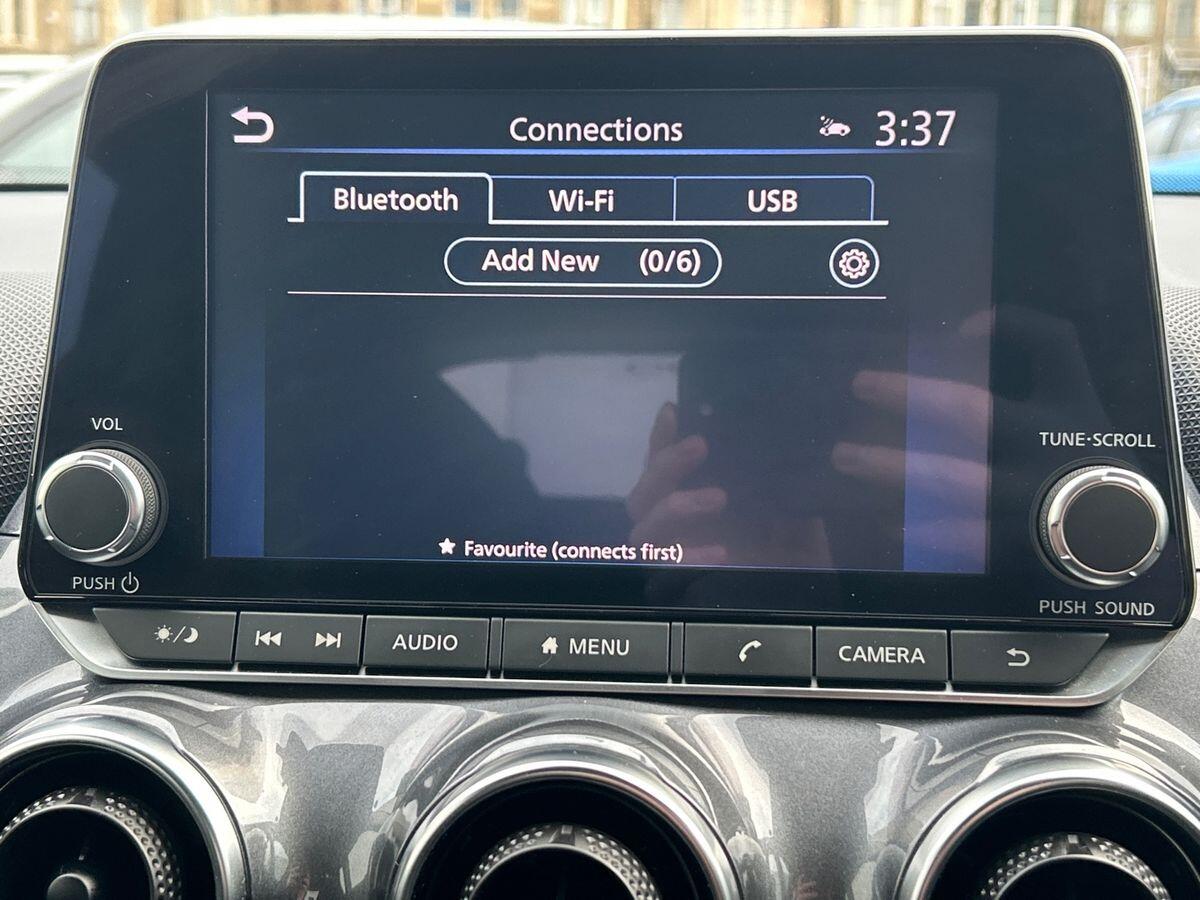 Connections 3:37
Bluetooth Wi-Fi USB
Add New (0/6)
Favourite (connects first)
VOL
PUSH
TUNE·SCROLL
PUSH SOUND
AUDIO MENU CAMERA